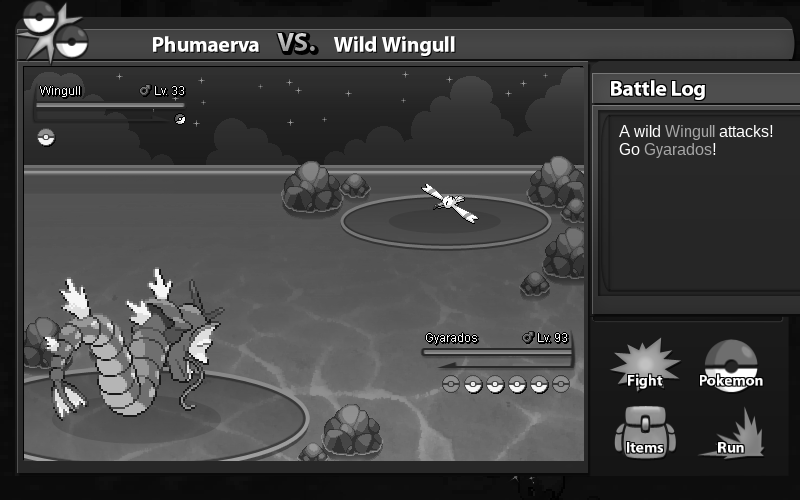 Phumaerva VS. Wild Wingull
Wingull ♂ Lv. 33
Battle Log
A wild Wingull attacks!
Go Gyarados!
Gyarados ♂ Lv. 93
Fight
Pokemon
Items
Run